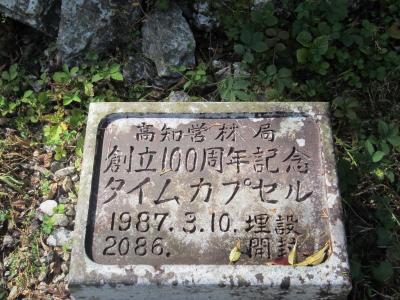 高知営林局
創立100周年記念
タイムカプセル
1987.3.10.埋設
2086.    開封